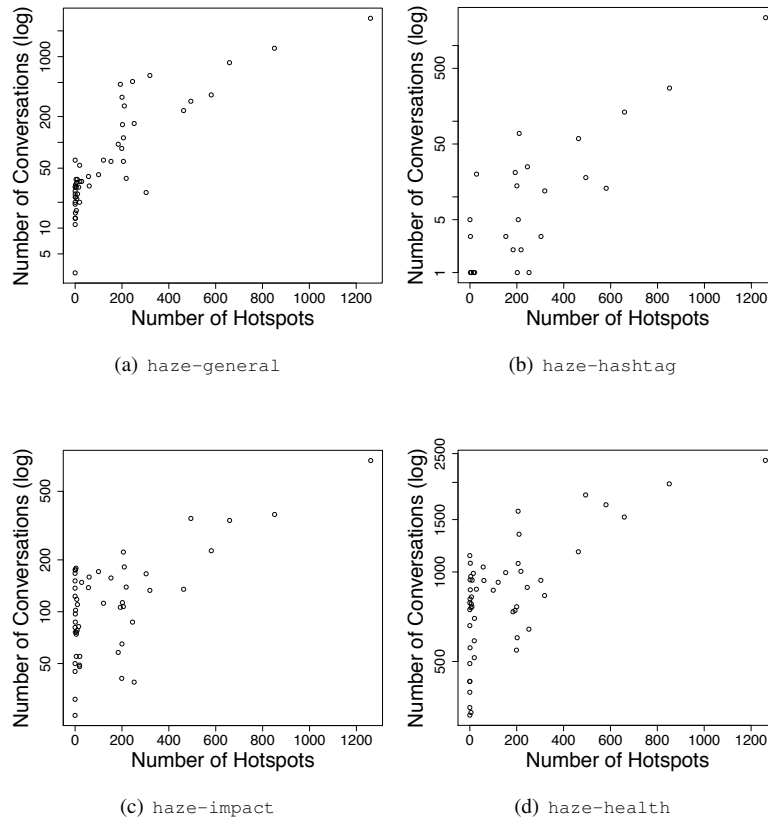 Number of Conversations (log)
5 10 50 200 1000
0 200 400 600 800 1000 1200
Number of Hotspots
(a) haze-general
Number of Conversations (log)
1 5 50 500
0 200 400 600 800 1000 1200
Number of Hotspots
(b) haze-hashtag
Number of Conversations (log)
50 100 200 500
0 200 400 600 800 1000 1200
Number of Hotspots
(c) haze-impact
Number of Conversations (log)
500 1000 1500 2500
0 200 400 600 800 1000 1200
Number of Hotspots
(d) haze-health